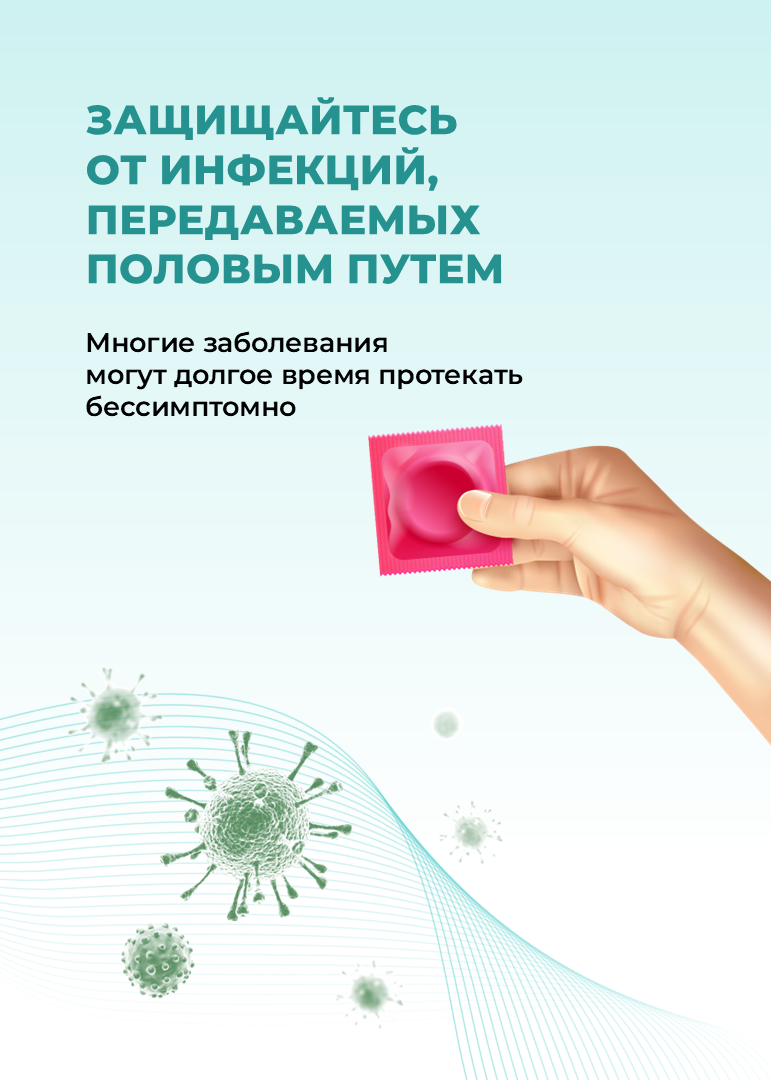 ЗАЩИЩАЙТЕСЬ
ОТ ИНФЕКЦИЙ,
ПЕРЕДАВАЕМЫХ
ПОЛОВЫМ ПУТЕМ
Многие заболевания
могут долгое время протекать
бессимптомно